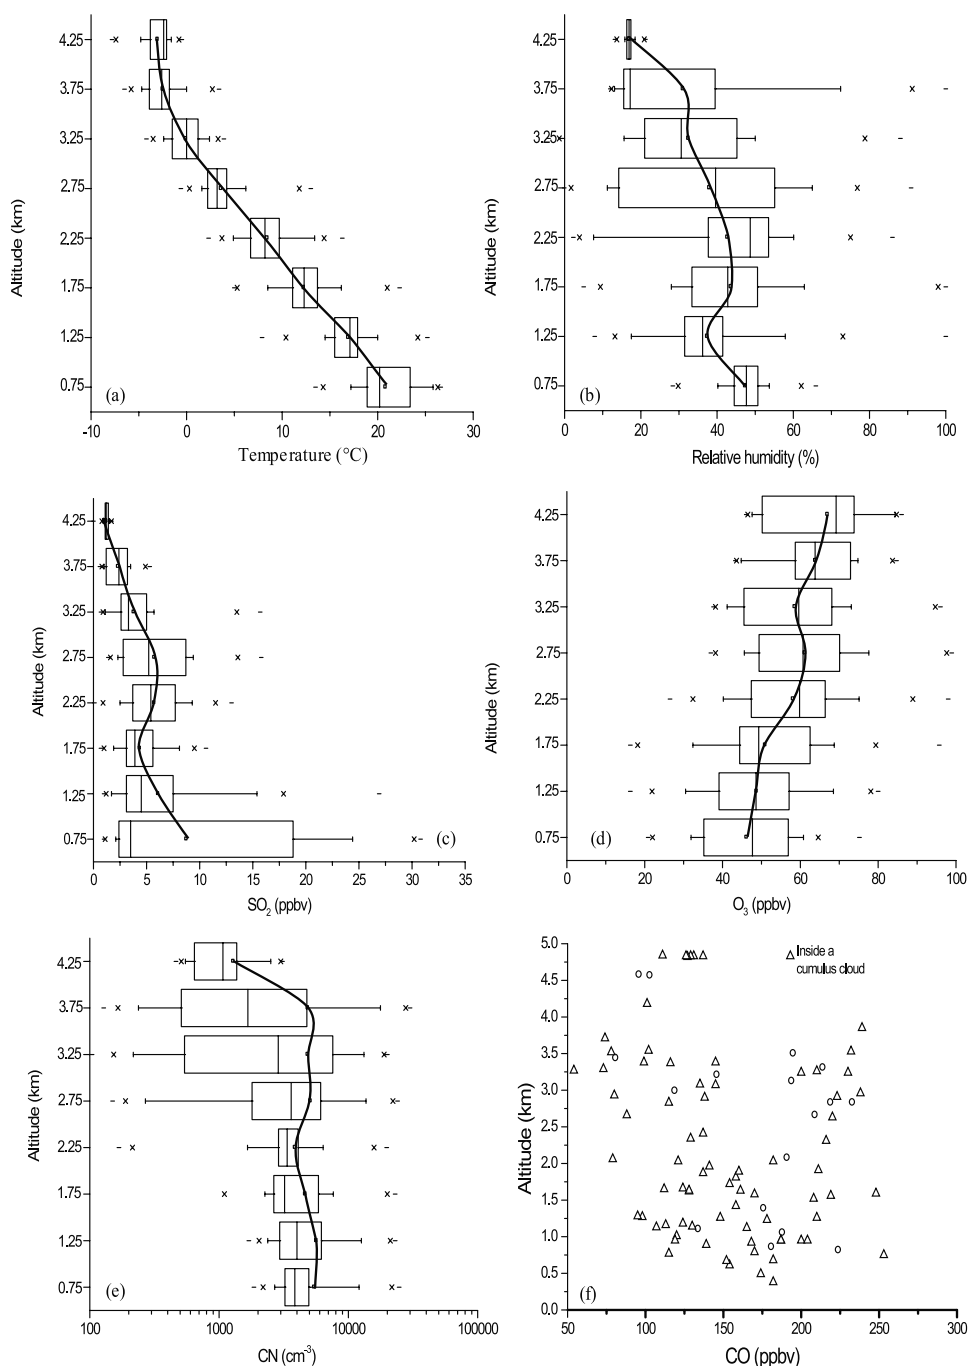 4.25
3.75
3.25
2.75
2.25
1.75
1.25
0.75
Altitude (km)
(a)
-10 0 10 20 30
Temperature (°C)
4.25
3.75
3.25
2.75
2.25
1.75
1.25
0.75
Altitude (km)
(b)
0 20 40 60 80 100
Relative humidity (%)
4.25
3.75
3.25
2.75
2.25
1.75
1.25
0.75
Altitude (km)
(c)
0 5 10 15 20 25 30 35
SO₂ (ppbv)
4.25
3.75
3.25
2.75
2.25
1.75
1.25
0.75
Altitude (km)
(d)
0 20 40 60 80 100
O₃ (ppbv)
4.25
3.75
3.25
2.75
2.25
1.75
1.25
0.75
Altitude (km)
(e)
100 1000 10000 100000
CN (cm⁻³)
5.0
4.5
4.0
3.5
3.0
2.5
2.0
1.5
1.0
0.5
0.0
Altitude (km)
Inside a
cumulus cloud
(f)
50 100 150 200 250 300
CO (ppbv)